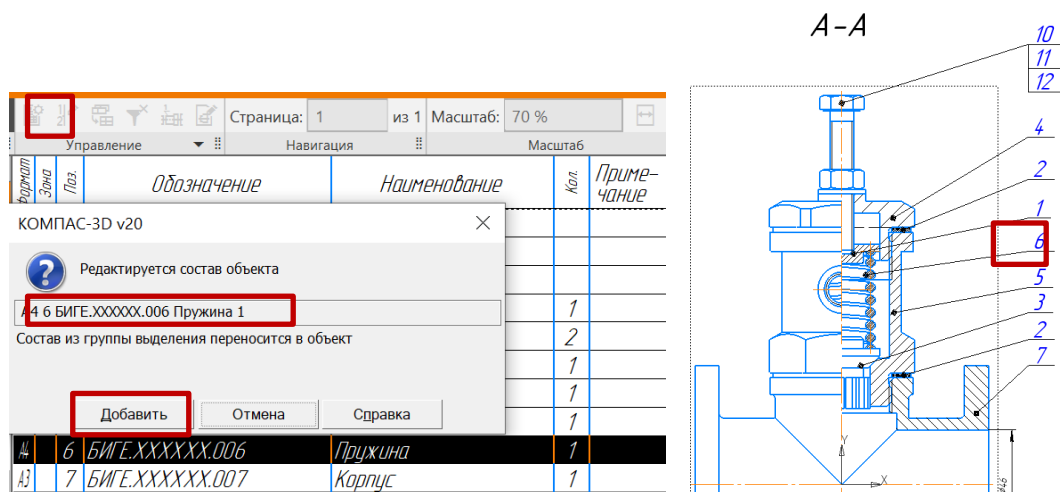 А-А
10
11
12
4
2
1
6
5
3
2
7
Y
X
Страница: 1 из 1 Масштаб: 70 %
Управление Навигация Масштаб
формат Зона Поз. Обозначение Наименование Кол. Приме-
чание
КОМПАС-3D v20
Редактируется состав объекта
А4 6 БИГЕ.XXXXXX.006 Пружина 1
Состав из группы выделения переносится в объект
Добавить Отмена Справка
1
2
1
1
1
А4 6 БИГЕ.XXXXXX.006 Пружина 1
А3 7 БИГЕ.XXXXXX.007 Корпус 1